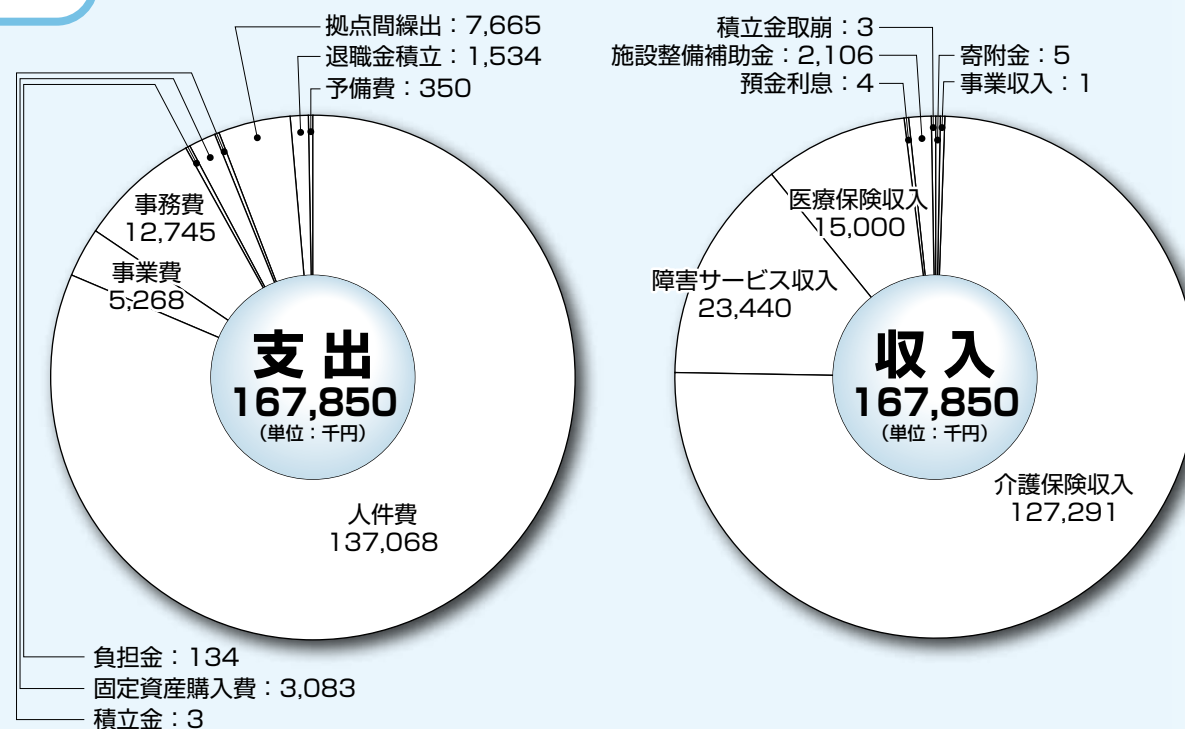 拠点間繰出：7,665
退職金積立：1,534
予備費：350
事務費
12,745
事業費
5,268
支出
167,850
（単位：千円）
人件費
137,068
負担金：134
固定資産購入費：3,083
積立金：3
積立金取崩：3
施設整備補助金：2,106
預金利息：4
寄附金：5
事業収入：1
医療保険収入
15,000
障害サービス収入
23,440
収入
167,850
（単位：千円）
介護保険収入
127,291